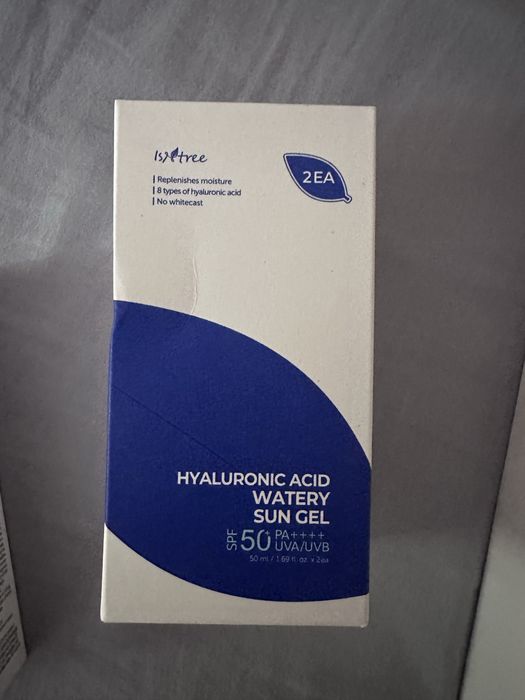 Isntree
Replenishes moisture
8 types of hyaluronic acid
No whitecast
2EA
HYALURONIC ACID
WATERY
SUN GEL
SPF 50+ PA++++
UVA/UVB
50 ml / 1.69 fl. oz. x 2ea